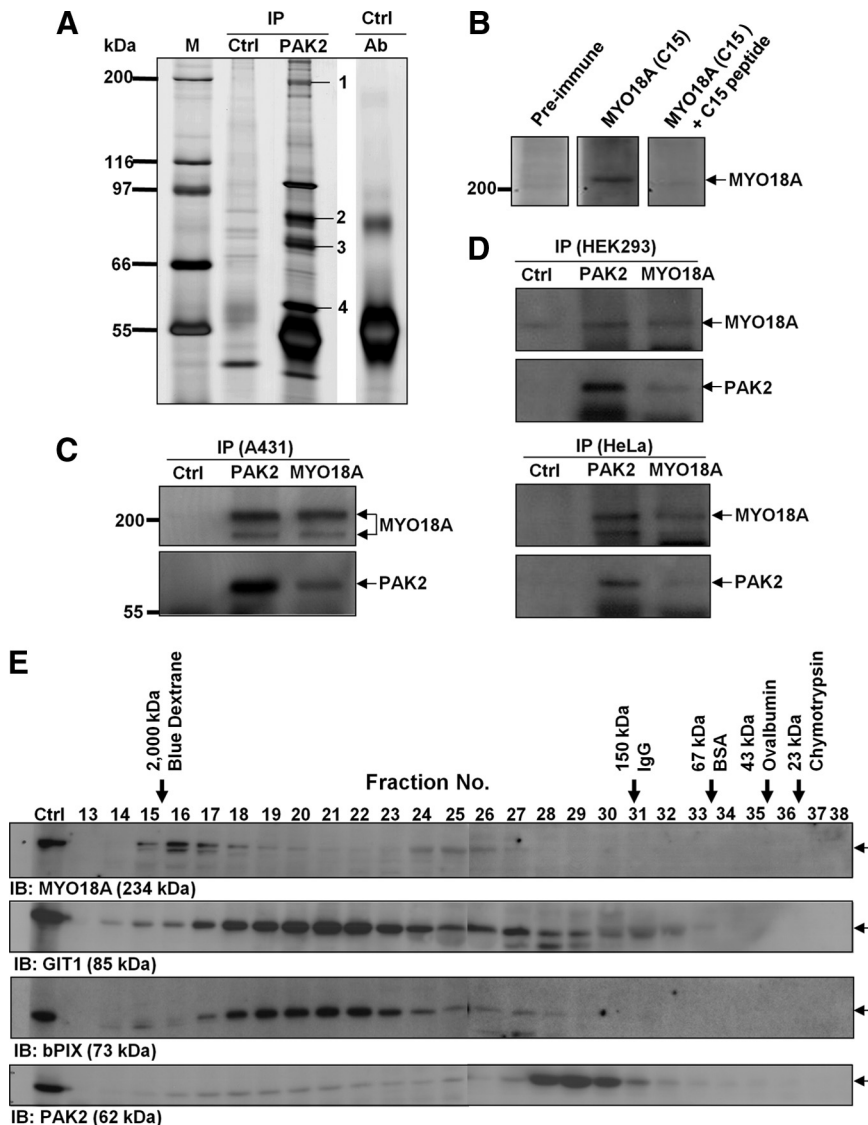 A
IP
Ctrl
kDa
M
Ctrl
PAK2
Ab
200
116
97
66
55
1
2
3
4
B
Pre-immune
MYO18A (C15)
MYO18A (C15)
+ C15 peptide
200
MYO18A
D
IP (HEK293)
Ctrl PAK2 MYO18A
MYO18A
PAK2
C
IP (A431)
Ctrl PAK2 MYO18A
200
MYO18A
PAK2
55
IP (HeLa)
Ctrl PAK2 MYO18A
MYO18A
PAK2
E
2,000 kDa
Blue Dextrane
150 kDa
IgG
67 kDa
BSA
43 kDa
Ovalbumin
23 kDa
Chymotrypsin
Fraction No.
Ctrl 13 14 15 16 17 18 19 20 21 22 23 24 25 26 27 28 29 30 31 32 33 34 35 36 37 38
IB: MYO18A (234 kDa)
IB: GIT1 (85 kDa)
IB: bPIX (73 kDa)
IB: PAK2 (62 kDa)